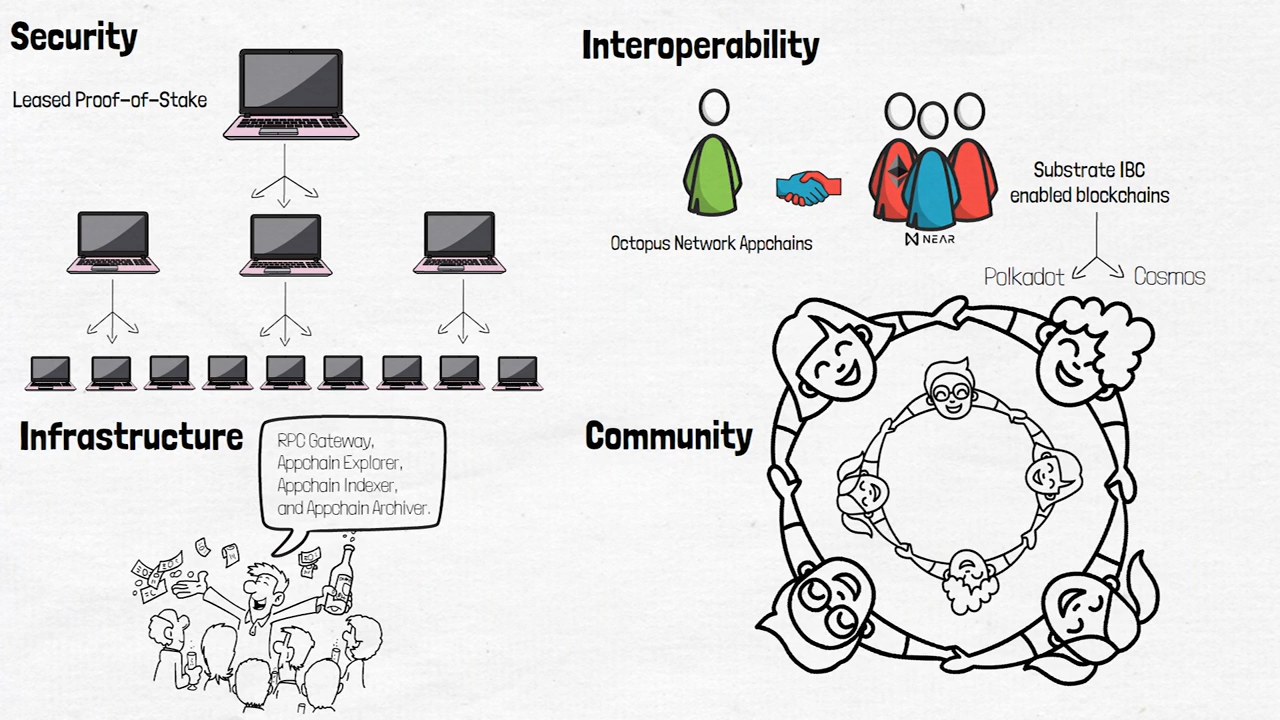 Security
Leased Proof-of-Stake
Interoperability
Octopus Network Appchains
NEAR
Substrate IBC
enabled blockchains
Polkadot
Cosmos
Infrastructure
RPC Gateway,
Appchain Explorer,
Appchain Indexer,
and Appchain Archiver.
Community